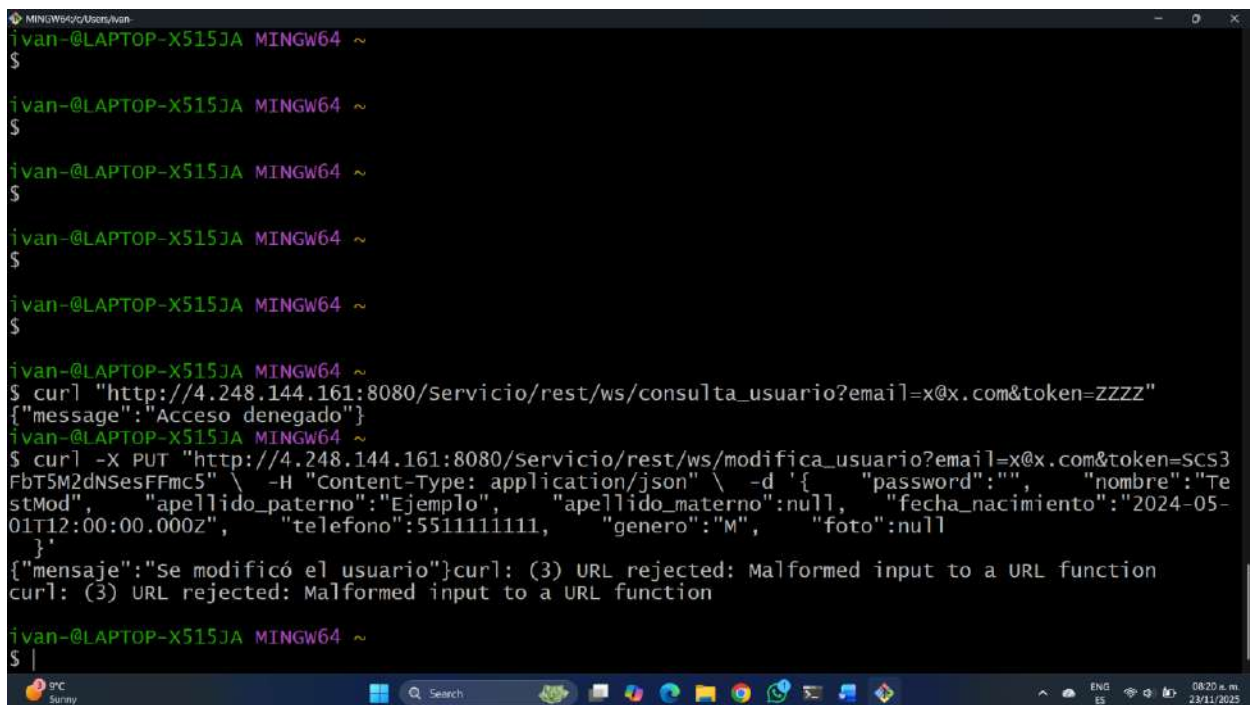 MINGW64:/c/Users/ivan-
ivan-@LAPTOP-X515JA MINGW64 ~
$
ivan-@LAPTOP-X515JA MINGW64 ~
$
ivan-@LAPTOP-X515JA MINGW64 ~
$
ivan-@LAPTOP-X515JA MINGW64 ~
$
ivan-@LAPTOP-X515JA MINGW64 ~
$
ivan-@LAPTOP-X515JA MINGW64 ~
$ curl "http://4.248.144.161:8080/Servicio/rest/ws/consulta_usuario?email=x@x.com&token=ZZZZ"
{"message":"Acceso denegado"}
ivan-@LAPTOP-X515JA MINGW64 ~
$ curl -X PUT "http://4.248.144.161:8080/Servicio/rest/ws/modifica_usuario?email=x@x.com&token=SCS3
FbT5M2dNSesFFmc5" \  -H "Content-Type: application/json" \  -d '{    "password":"",    "nombre":"Te
stMod",    "apellido_paterno":"Ejemplo",    "apellido_materno":null,    "fecha_nacimiento":"2024-05-
01T12:00:00.000Z",    "telefono":5511111111,    "genero":"M",    "foto":null
  }'
{"mensaje":"Se modificó el usuario"}curl: (3) URL rejected: Malformed input to a URL function
curl: (3) URL rejected: Malformed input to a URL function
ivan-@LAPTOP-X515JA MINGW64 ~
$
9°C
Sunny
Search
ENG
ES
08:20 a. m.
23/11/2025